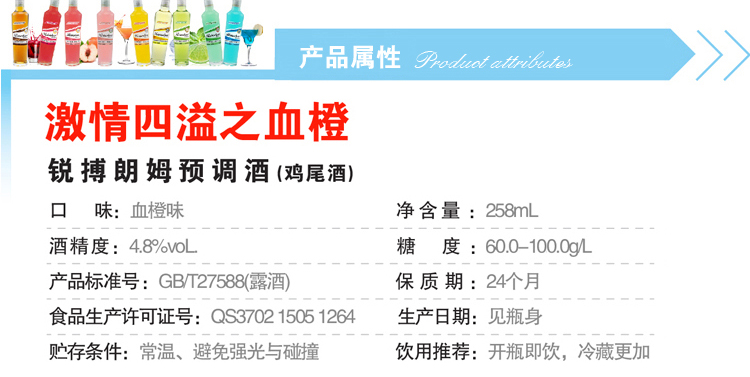 产品属性 Product attributes
激情四溢之血橙
锐搏朗姆预调酒(鸡尾酒)
口 味：血橙味 净含量：258mL
酒精度：4.8%voL. 糖 度：60.0-100.0g/L
产品标准号：GB/T27588(露酒) 保质期：24个月
食品生产许可证号：QS3702 1505 1264 生产日期：见瓶身
贮存条件：常温、避免强光与碰撞 饮用推荐：开瓶即饮，冷藏更加